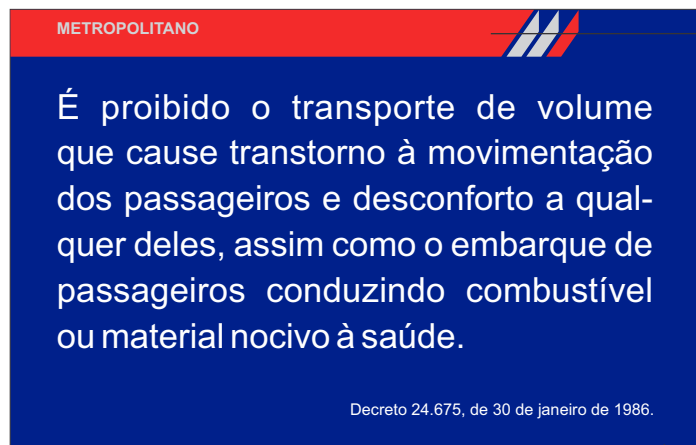 METROPOLITANO
É proibido o transporte de volume
que cause transtorno à movimentação
dos passageiros e desconforto a qual-
quer deles, assim como o embarque de
passageiros conduzindo combustível
ou material nocivo à saúde.
Decreto 24.675, de 30 de janeiro de 1986.